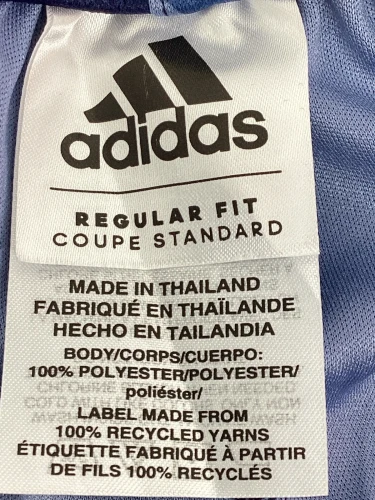 adidas
REGULAR FIT
COUPE STANDARD
MADE IN THAILAND
FABRIQUÉ EN THAÏLANDE
HECHO EN TAILANDIA
BODY/CORPS/CUERPO:
100% POLYESTER/POLYESTER/
poliéster/
LABEL MADE FROM
100% RECYCLED YARNS
ÉTIQUETTE FABRIQUÉ À PARTIR
DE FILS 100% RECYCLÉS